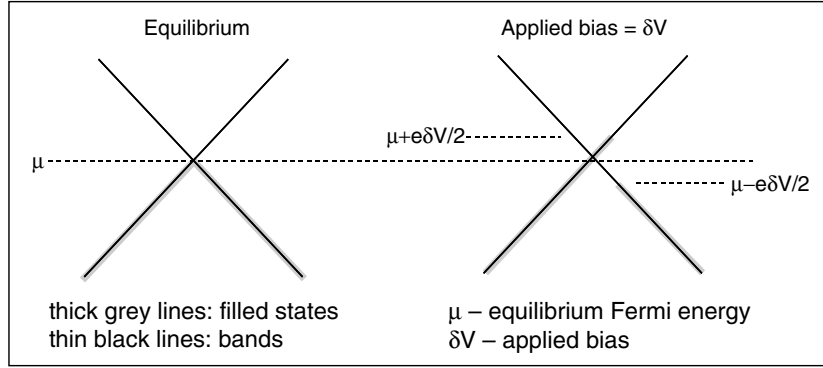 Equilibrium
Applied bias = δV
μ+eδV/2
μ
μ−eδV/2
thick grey lines: filled states
thin black lines: bands
μ – equilibrium Fermi energy
δV – applied bias